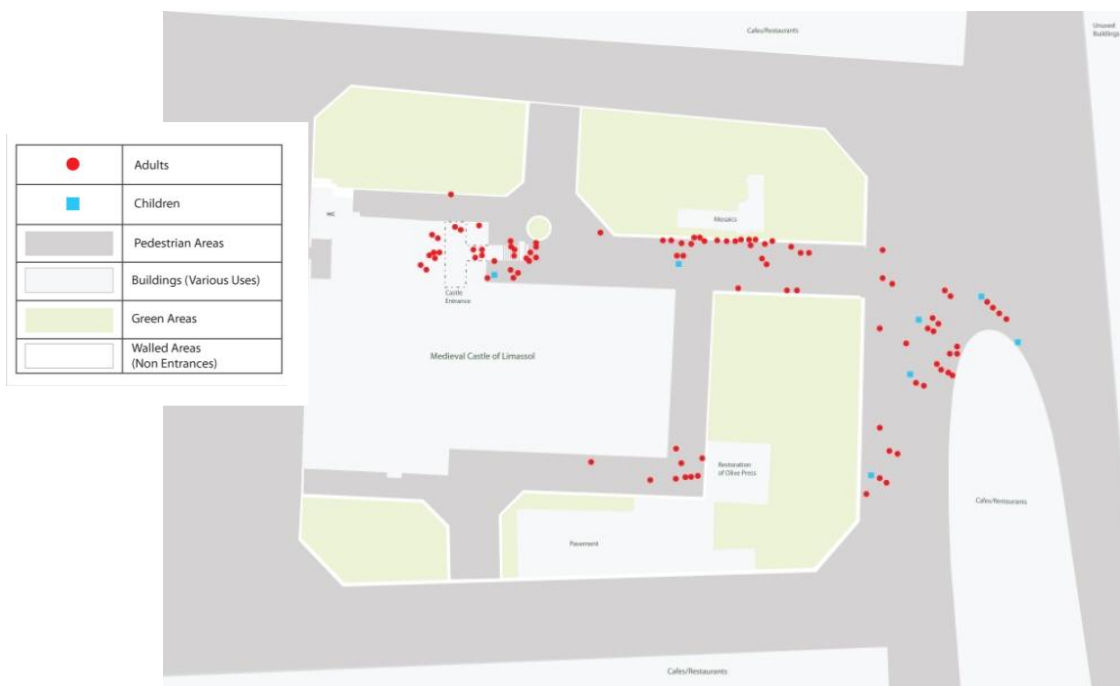 Cafes/Restaurants
Unused
Buildings
Adults
Children
Pedestrian Areas
Buildings (Various Uses)
Green Areas
Walled Areas
(Non Entrances)
WC
Mosaics
Castle
Entrance
Medieval Castle of Limassol
Restoration
of Olive Press
Cafes/Restaurants
Pavement
Cafes/Restaurants